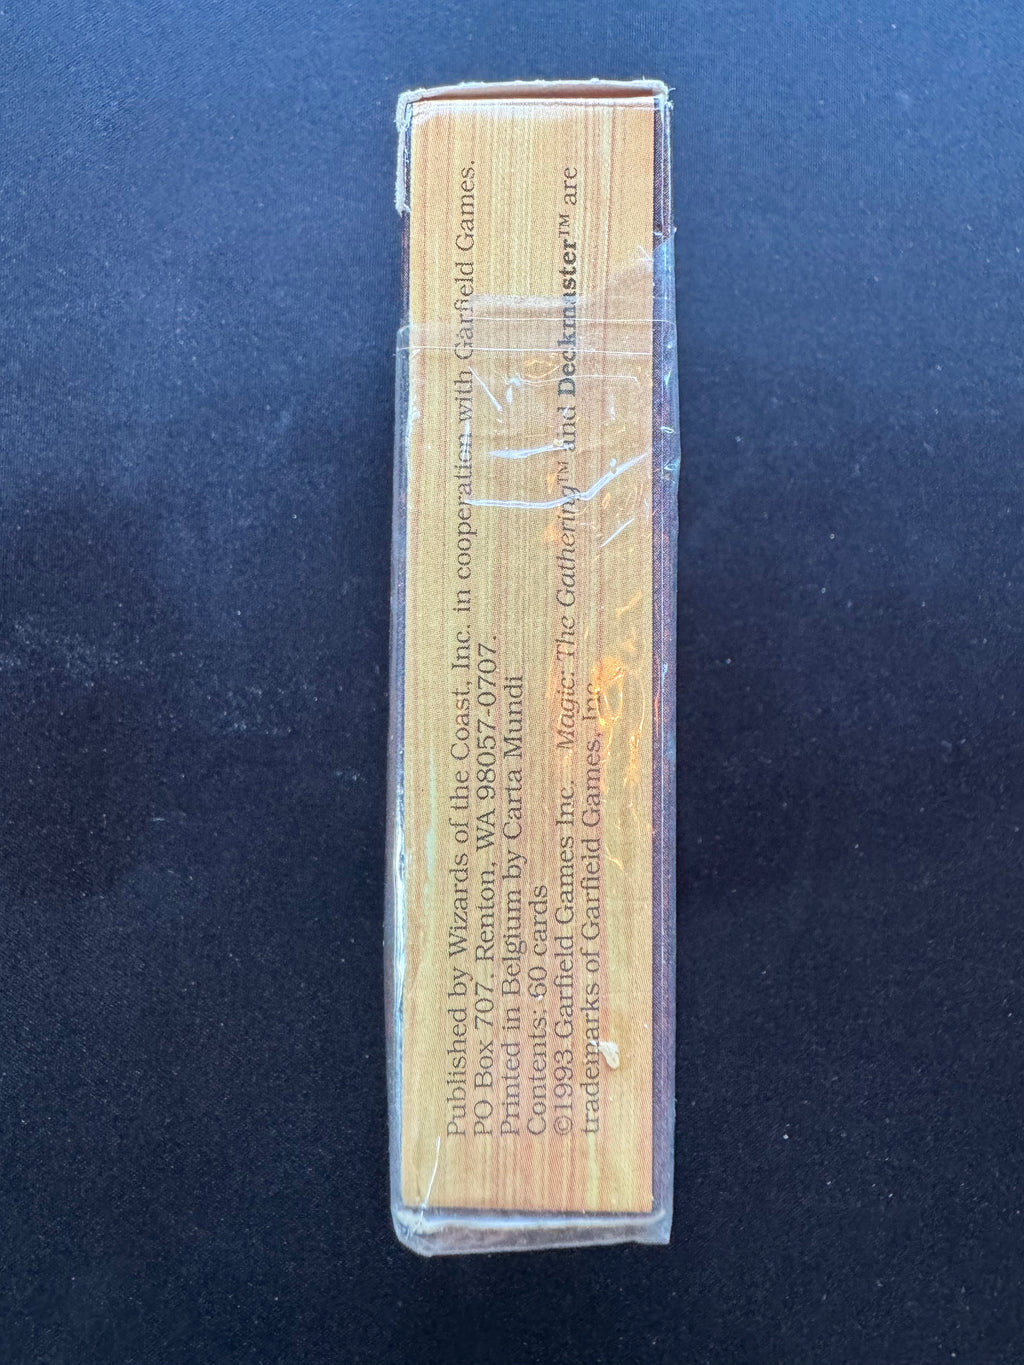 Published by Wizards of the Coast, Inc. in cooperation with Garfield Games.
PO Box 707, Renton, WA 98057-0707.
Printed in Belgium by Carta Mundi
Contents: 60 cards
©1993 Garfield Games Inc. Magic: The Gathering™ and Deckmaster™ are
trademarks of Garfield Games, Inc.